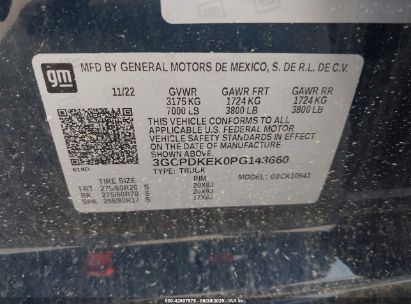 gm MFD BY GENERAL MOTORS DE MEXICO, S. DE R.L. DE C.V.
11/22 GVWR GAWR FRT GAWR RR
3175 KG 1724 KG 1724 KG
7000 LB 3800 LB 3800 LB
THIS VEHICLE CONFORMS TO ALL
APPLICABLE U.S. FEDERAL MOTOR
VEHICLE SAFETY STANDARDS IN EFFECT
ON THE DATE OF MANUFACTURE
SHOWN ABOVE.
3GCPDKEK0PG143660
TYPE: TRUCK
TIRE SIZE RIM MODEL:
FRT 275/60R20 S 20X9J
RR 275/60R20 S 20X9J
SPA 255/80R17 S 17X8J